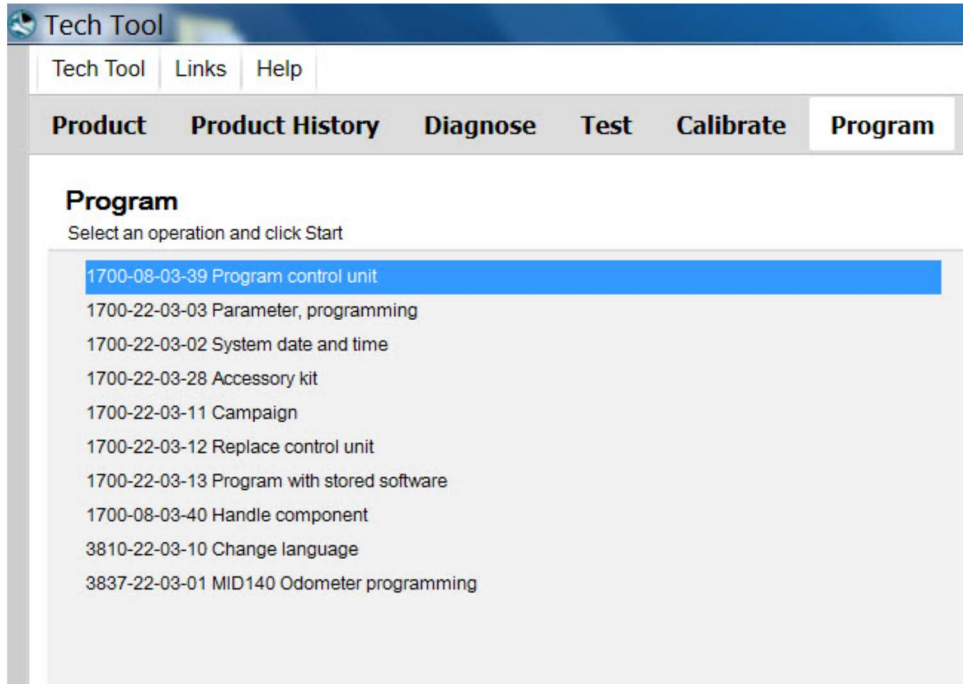 Tech Tool
Tech Tool Links Help
Product Product History Diagnose Test Calibrate Program
Program
Select an operation and click Start
1700-08-03-39 Program control unit
1700-22-03-03 Parameter, programming
1700-22-03-02 System date and time
1700-22-03-28 Accessory kit
1700-22-03-11 Campaign
1700-22-03-12 Replace control unit
1700-22-03-13 Program with stored software
1700-08-03-40 Handle component
3810-22-03-10 Change language
3837-22-03-01 MID140 Odometer programming